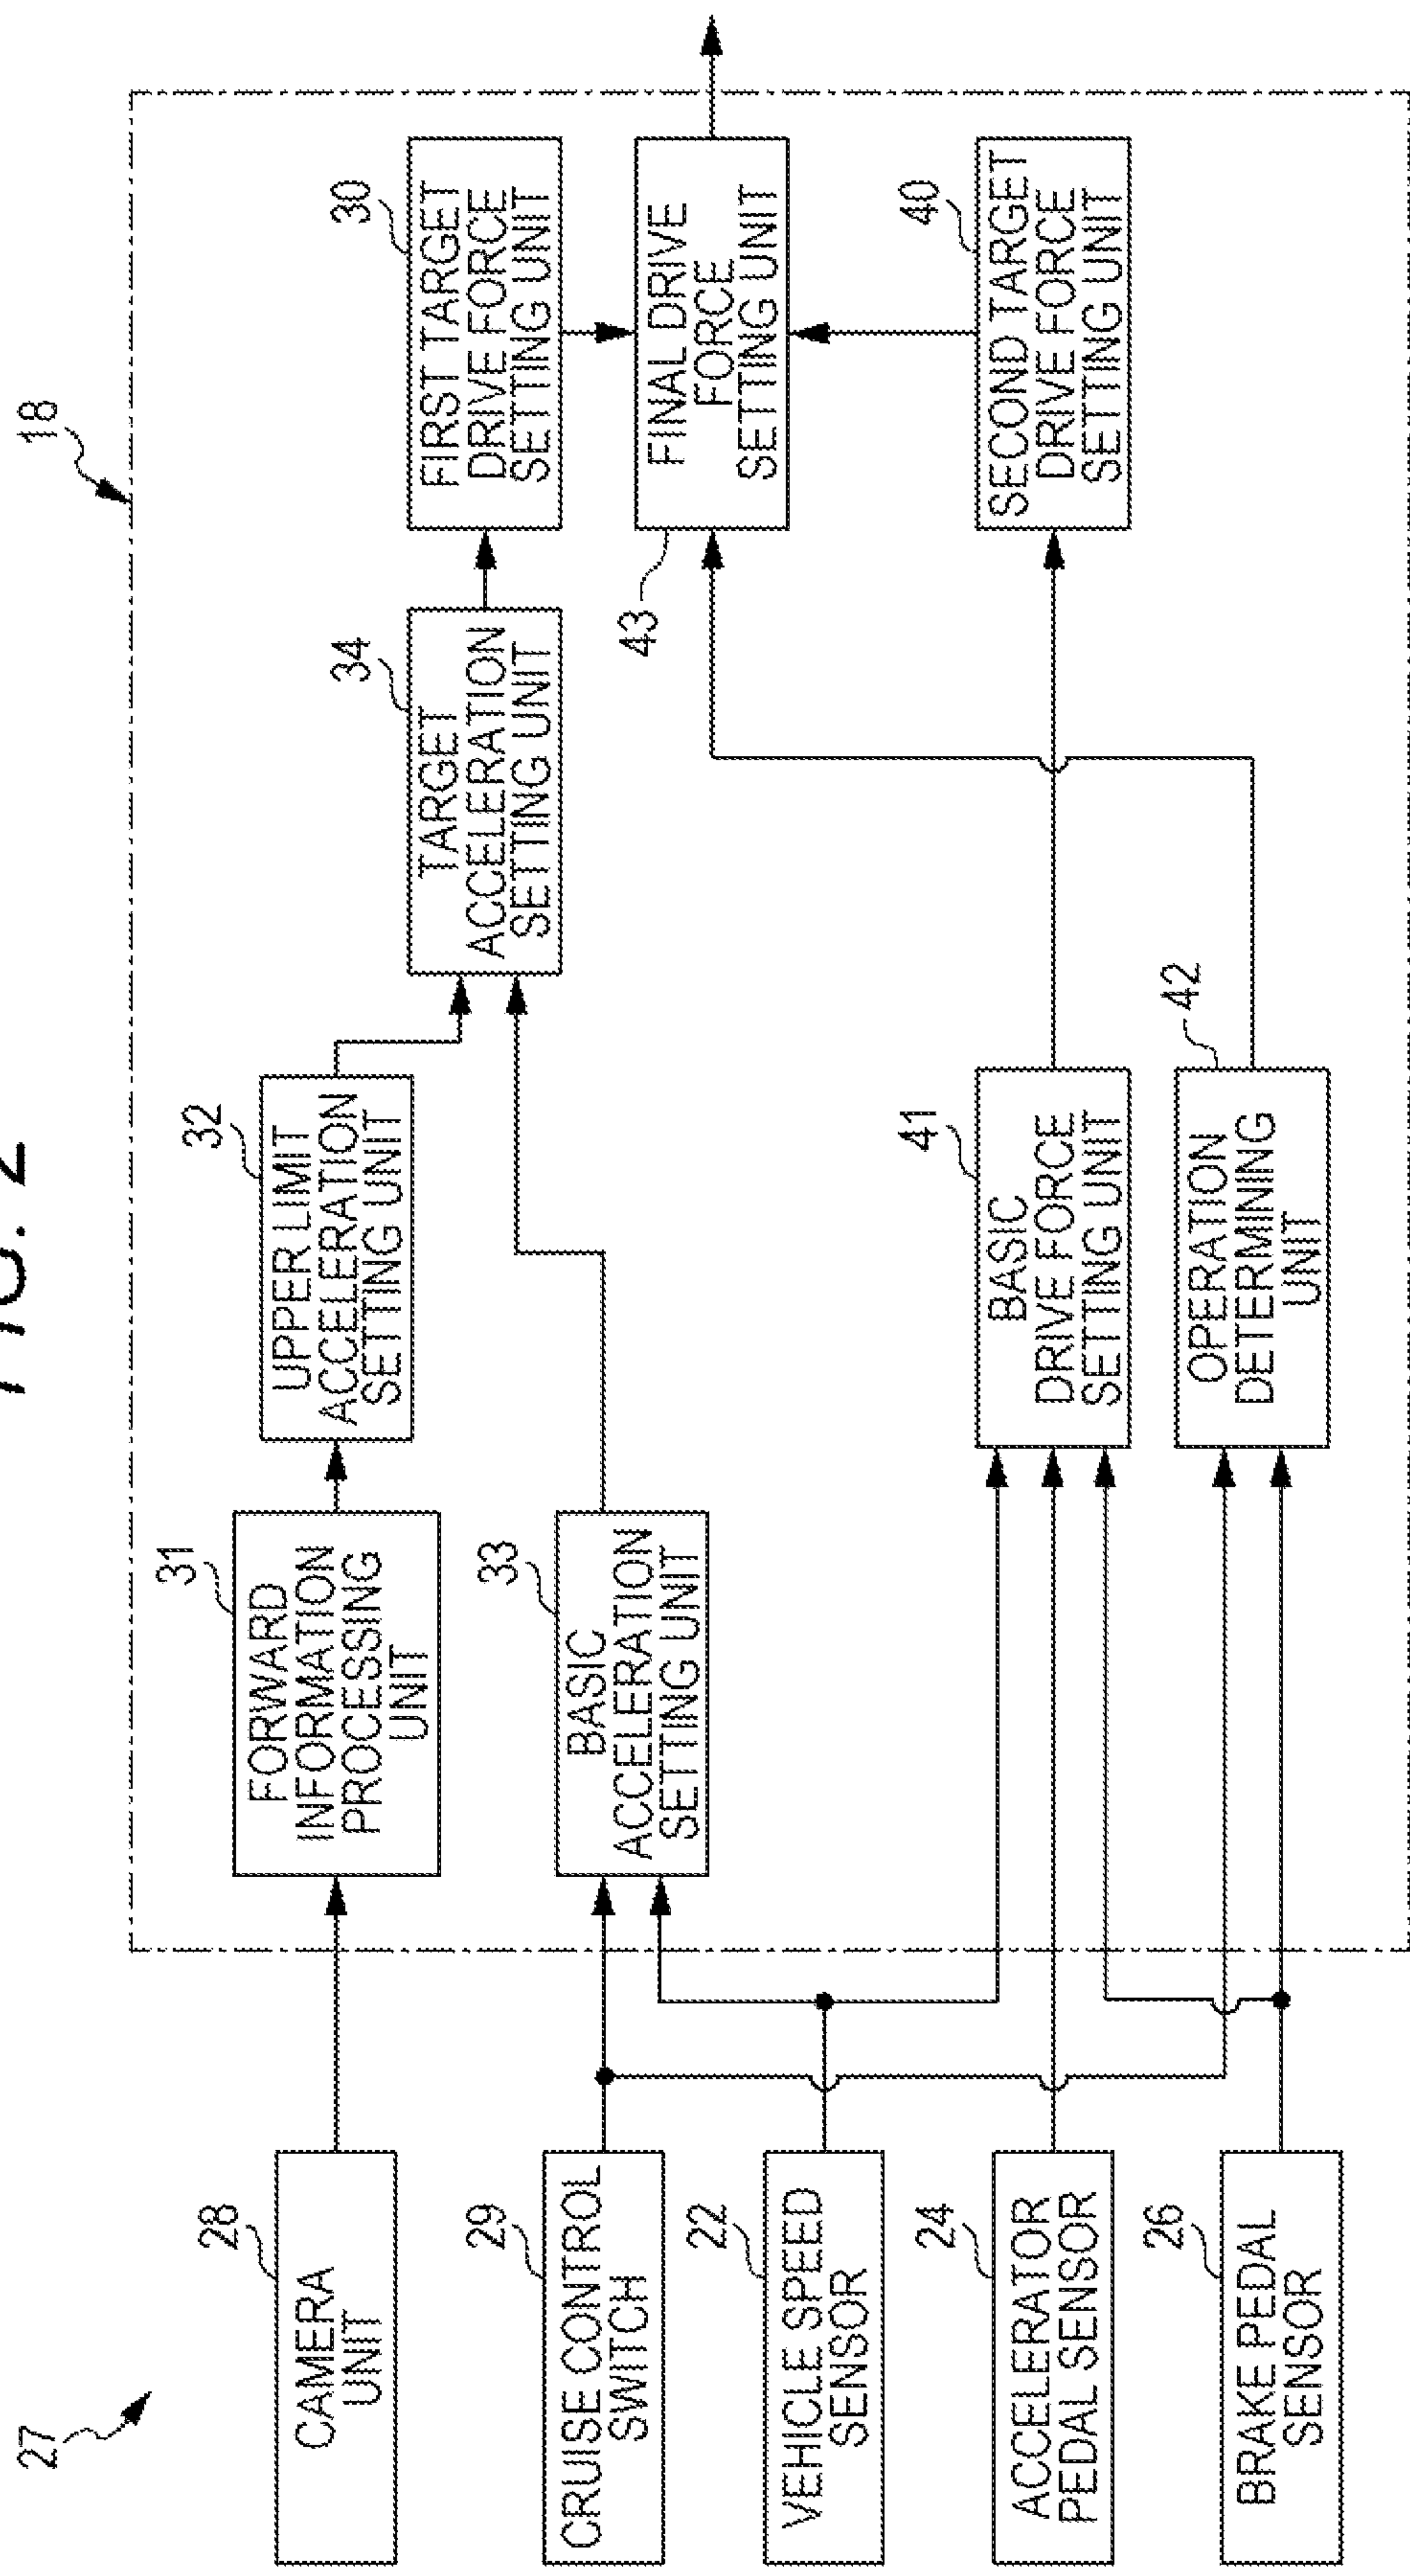 FIG. 2
27
18
28
CAMERA
UNIT
29
CRUISE CONTROL
SWITCH
22
VEHICLE SPEED
SENSOR
24
ACCELERATOR
PEDAL SENSOR
26
BRAKE PEDAL
SENSOR
31
FORWARD
INFORMATION
PROCESSING
UNIT
33
BASIC
ACCELERATION
SETTING UNIT
32
UPPER LIMIT
ACCELERATION
SETTING UNIT
41
BASIC
DRIVE FORCE
SETTING UNIT
42
OPERATION
DETERMINING
UNIT
34
TARGET
ACCELERATION
SETTING UNIT
30
FIRST TARGET
DRIVE FORCE
SETTING UNIT
43
FINAL DRIVE
FORCE
SETTING UNIT
40
SECOND TARGET
DRIVE FORCE
SETTING UNIT